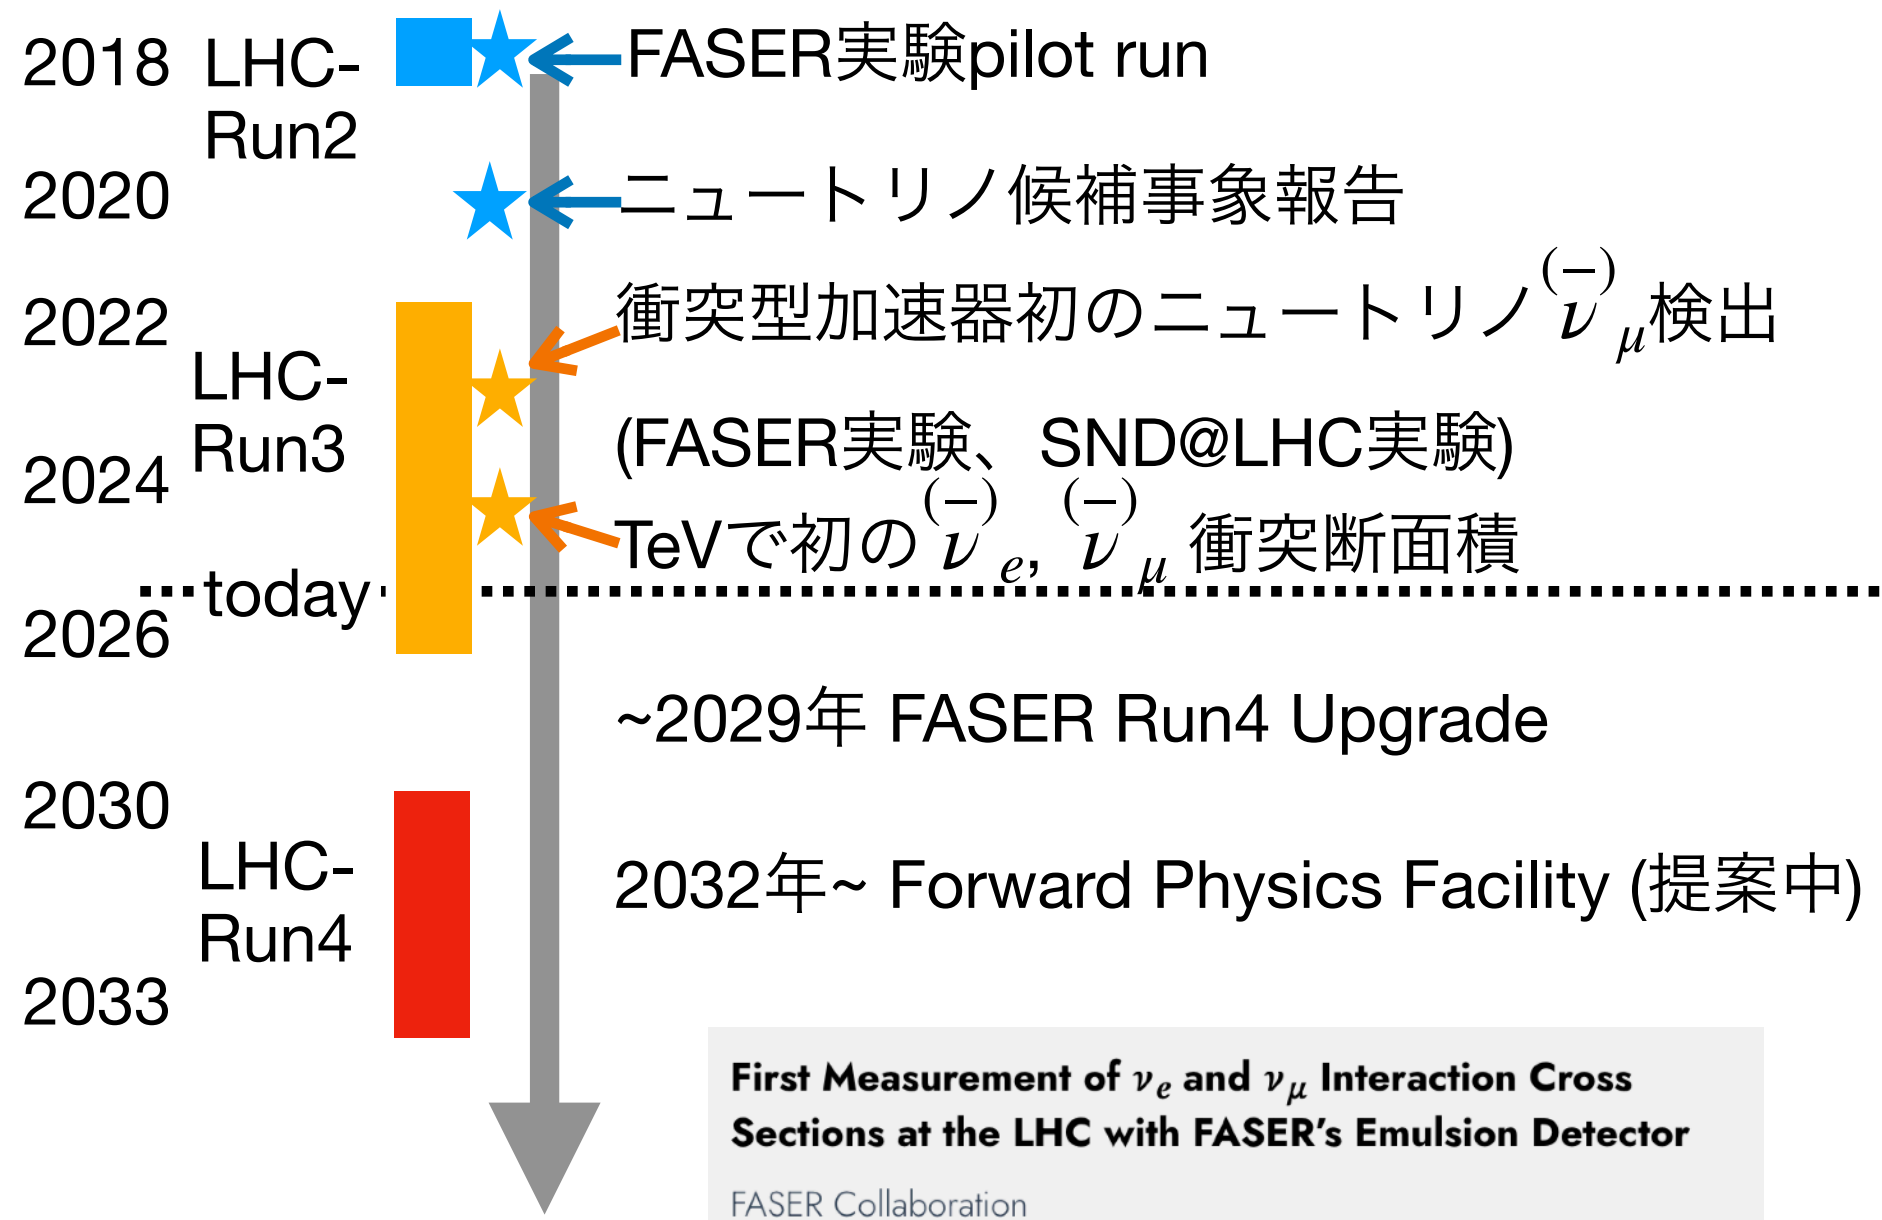 2018
LHC-
Run2
FASER実験pilot run
2020
ニュートリノ候補事象報告
2022
衝突型加速器初のニュートリノ(ν̅)μ検出
LHC-
Run3
(FASER実験、SND@LHC実験)
2024
TeVで初の(ν̅)e, (ν̅)μ 衝突断面積
today
2026
~2029年 FASER Run4 Upgrade
2030
LHC-
Run4
2032年~ Forward Physics Facility (提案中)
2033
First Measurement of νe and νμ Interaction Cross
Sections at the LHC with FASER's Emulsion Detector
FASER Collaboration